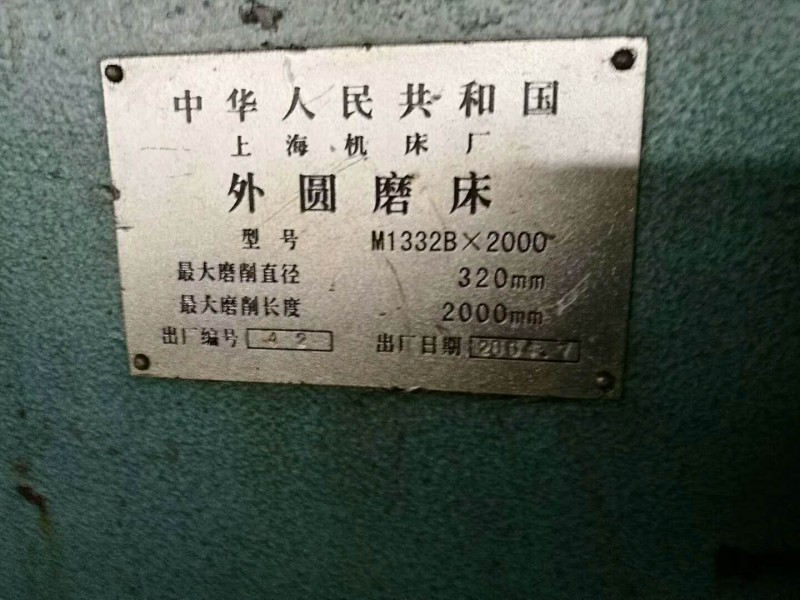 中华人民共和国
上海机床厂
外圆磨床
型号 M1332B×2000
最大磨削直径 320mm
最大磨削长度 2000mm
出厂编号 42 出厂日期 2004.7